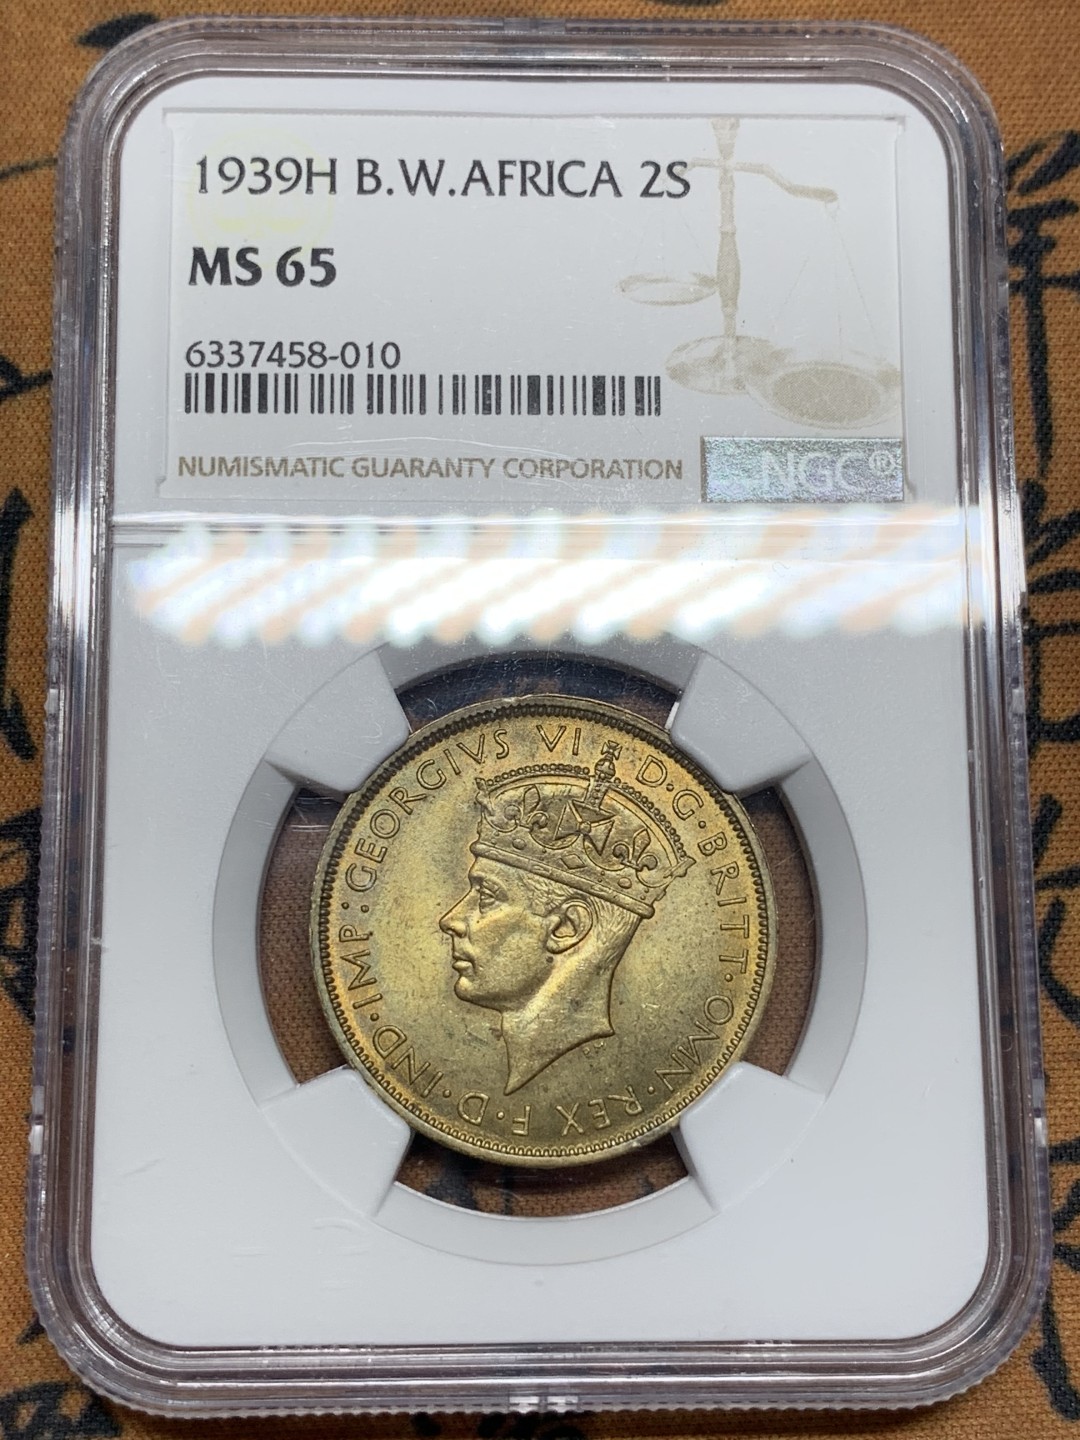 1939H B.W.AFRICA 2S
MS 65
6337458-010
NUMISMATIC GUARANTY CORPORATION
NGC®
GEORGIVS VI D·G·BRITT·OMN·REX F·D·IND·IMP: